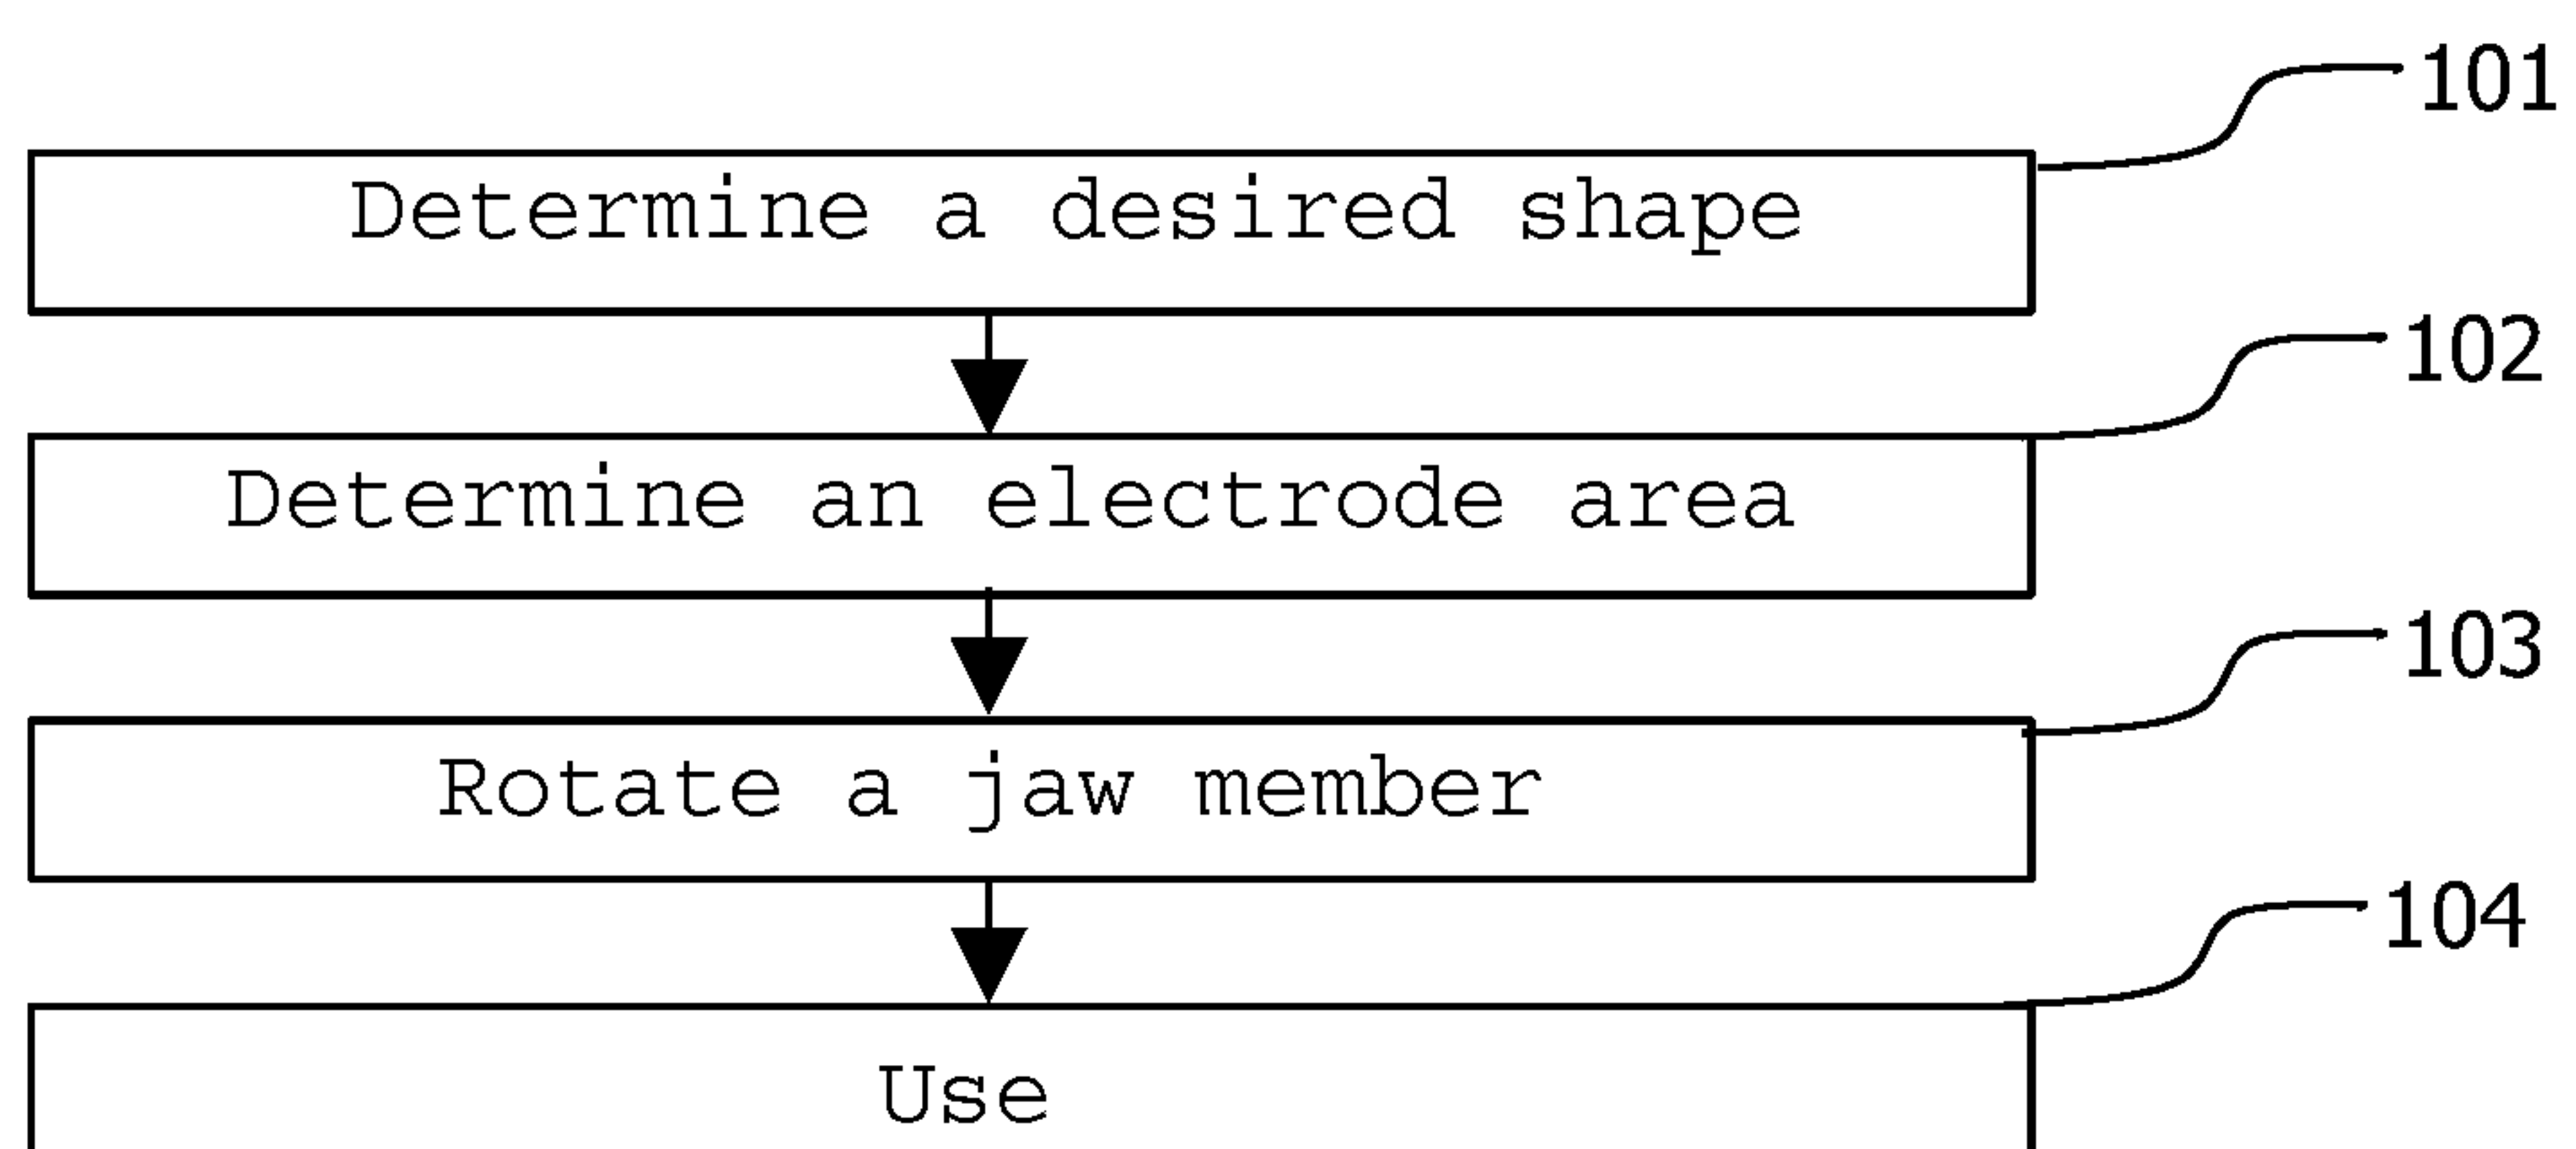 101
Determine a desired shape
102
Determine an electrode area
103
Rotate a jaw member
104
Use